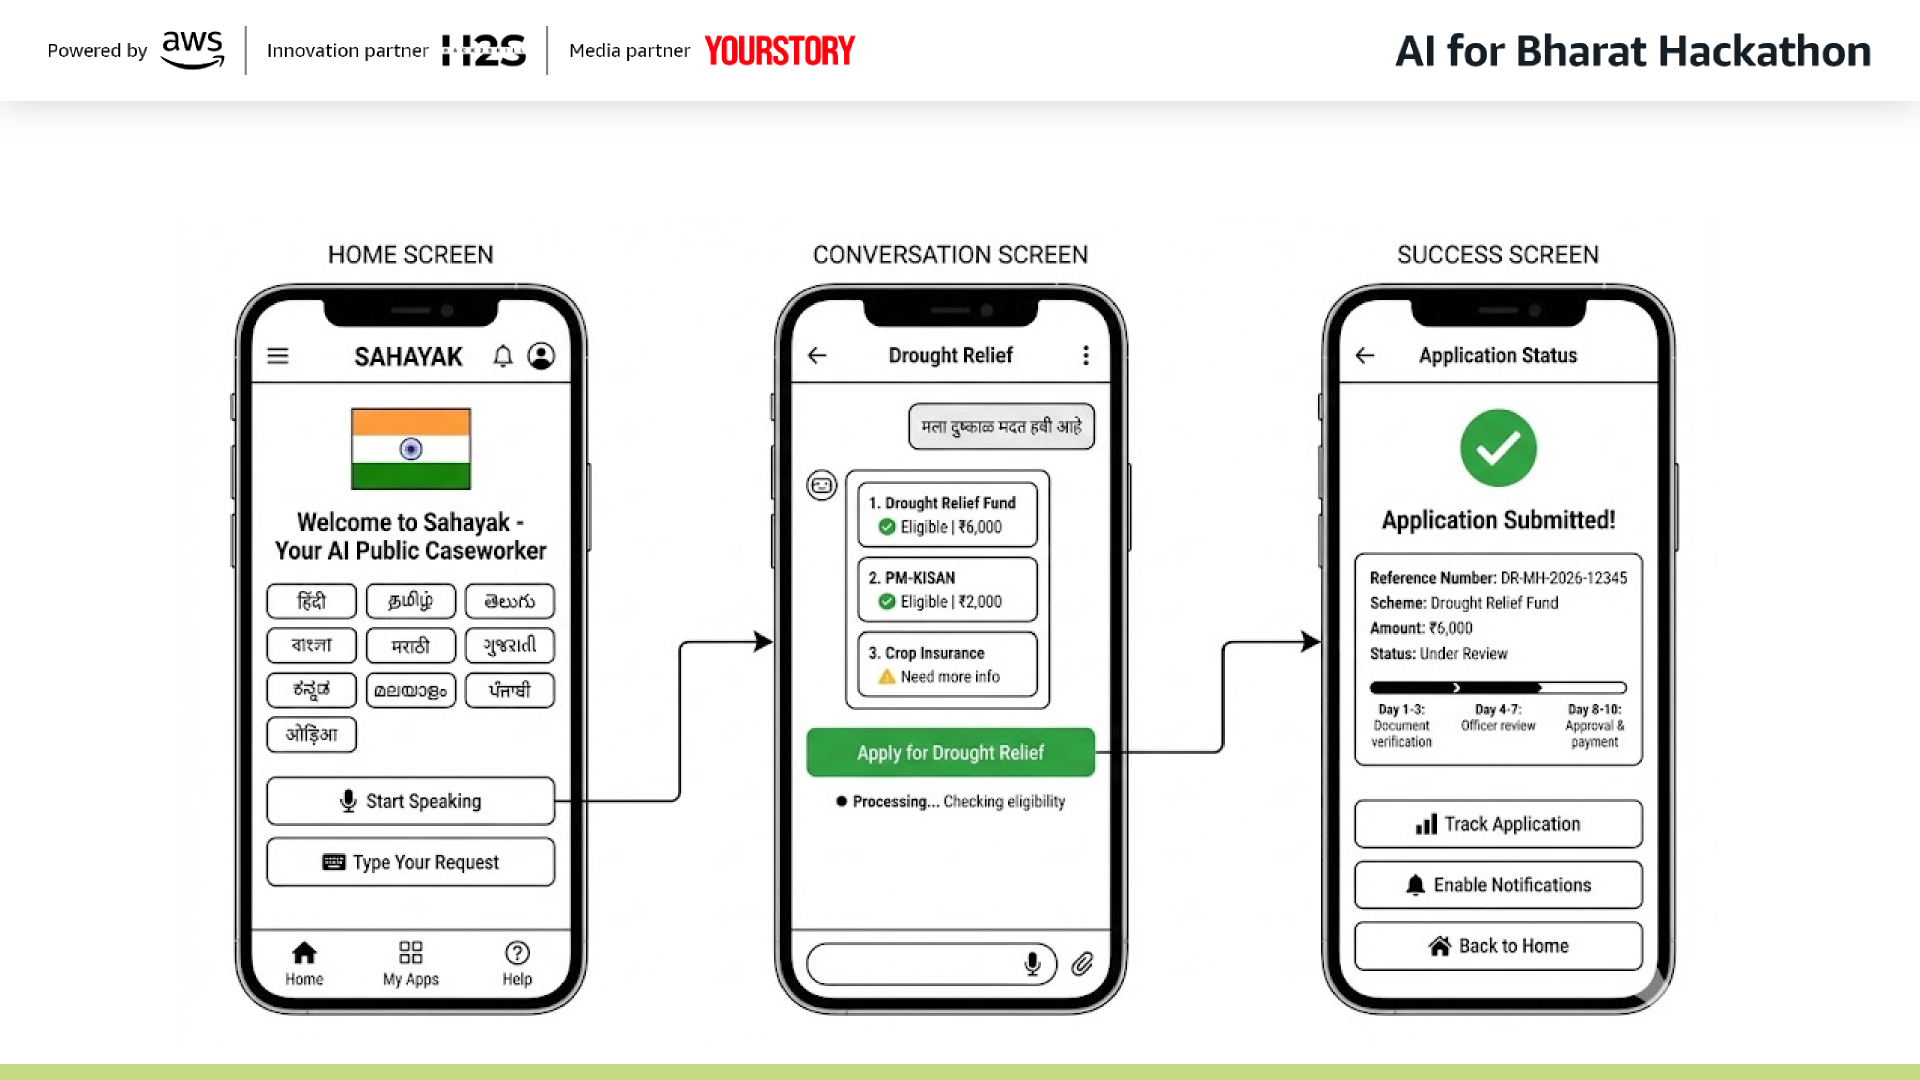 Powered by aws Innovation partner H2S HACK2SKILL Media partner YOURSTORY
AI for Bharat Hackathon
HOME SCREEN
SAHAYAK
Welcome to Sahayak -
Your AI Public Caseworker
हिंदी தமிழ் తెలుగు
বাংলা मराठी ગુજરાતી
ಕನ್ನಡ മലയാളം ਪੰਜਾਬੀ
ओड़िआ
Start Speaking
Type Your Request
Home My Apps Help
CONVERSATION SCREEN
Drought Relief
मला दुष्काळ मदत हवी आहे
1. Drought Relief Fund
Eligible | ₹6,000
2. PM-KISAN
Eligible | ₹2,000
3. Crop Insurance
Need more info
Apply for Drought Relief
Processing... Checking eligibility
SUCCESS SCREEN
Application Status
Application Submitted!
Reference Number: DR-MH-2026-12345
Scheme: Drought Relief Fund
Amount: ₹6,000
Status: Under Review
Day 1-3: Day 4-7: Day 8-10:
Document Officer review Approval &
verification payment
Track Application
Enable Notifications
Back to Home